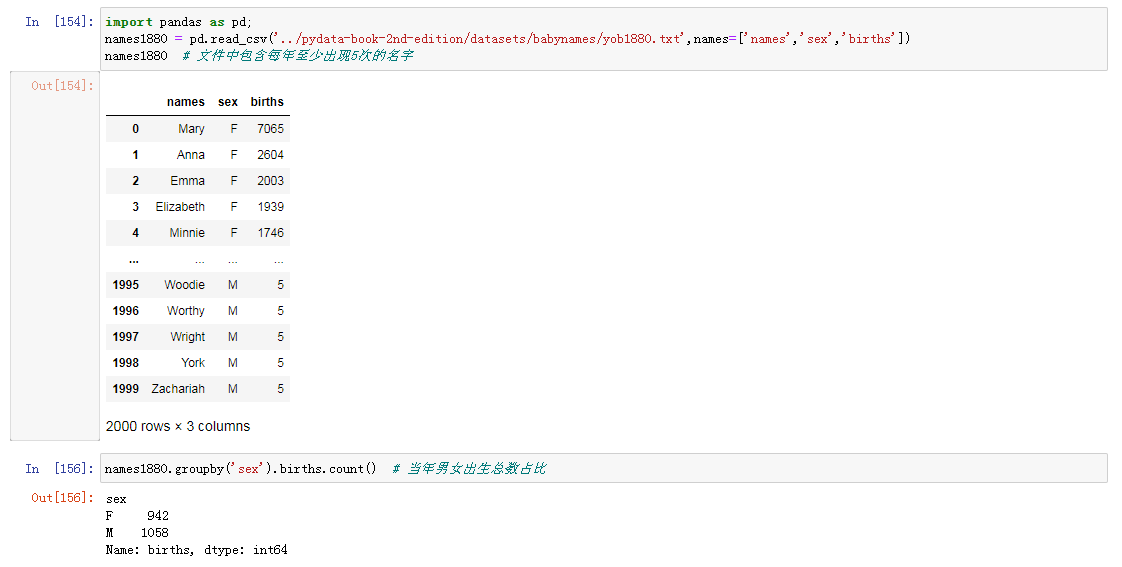 In [154]: import pandas as pd;
names1880 = pd.read_csv('../pydata-book-2nd-edition/datasets/babynames/yob1880.txt',names=['names','sex','births'])
names1880 # 文件中包含每年至少出现5次的名字
Out[154]:
names sex births
0 Mary F 7065
1 Anna F 2604
2 Emma F 2003
3 Elizabeth F 1939
4 Minnie F 1746
... ... ... ...
1995 Woodie M 5
1996 Worthy M 5
1997 Wright M 5
1998 York M 5
1999 Zachariah M 5
2000 rows × 3 columns
In [156]: names1880.groupby('sex').births.count() # 当年男女出生总数占比
Out[156]: sex
F 942
M 1058
Name: births, dtype: int64